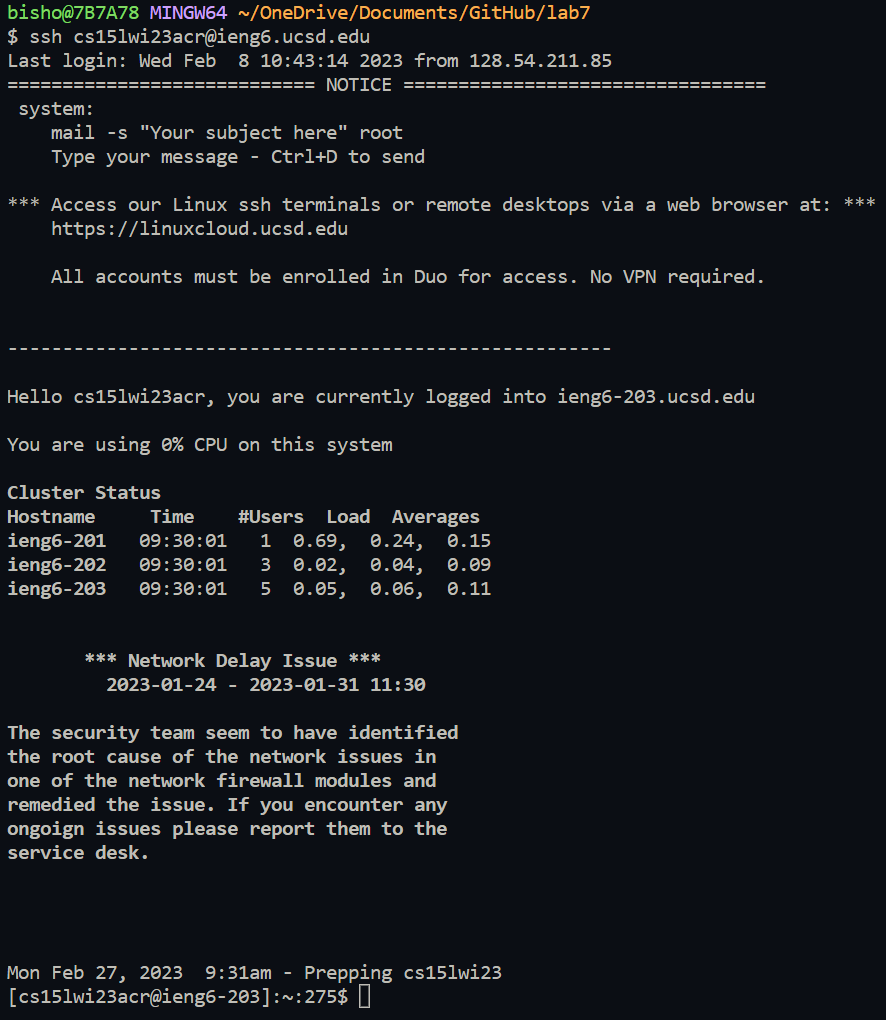 bisho@7B7A78 MINGW64 ~/OneDrive/Documents/GitHub/lab7
$ ssh cs15lwi23acr@ieng6.ucsd.edu
Last login: Wed Feb  8 10:43:14 2023 from 128.54.211.85
============================ NOTICE =================================
 system:
    mail -s "Your subject here" root
    Type your message - Ctrl+D to send
*** Access our Linux ssh terminals or remote desktops via a web browser at: ***
    https://linuxcloud.ucsd.edu
    All accounts must be enrolled in Duo for access. No VPN required.
-------------------------------------------------------
Hello cs15lwi23acr, you are currently logged into ieng6-203.ucsd.edu
You are using 0% CPU on this system
Cluster Status
Hostname     Time    #Users  Load  Averages
ieng6-201   09:30:01   1  0.69,  0.24,  0.15
ieng6-202   09:30:01   3  0.02,  0.04,  0.09
ieng6-203   09:30:01   5  0.05,  0.06,  0.11
       *** Network Delay Issue ***
         2023-01-24 - 2023-01-31 11:30
The security team seem to have identified
the root cause of the network issues in
one of the network firewall modules and
remedied the issue. If you encounter any
ongoign issues please report them to the
service desk.
Mon Feb 27, 2023  9:31am - Prepping cs15lwi23
[cs15lwi23acr@ieng6-203]:~:275$